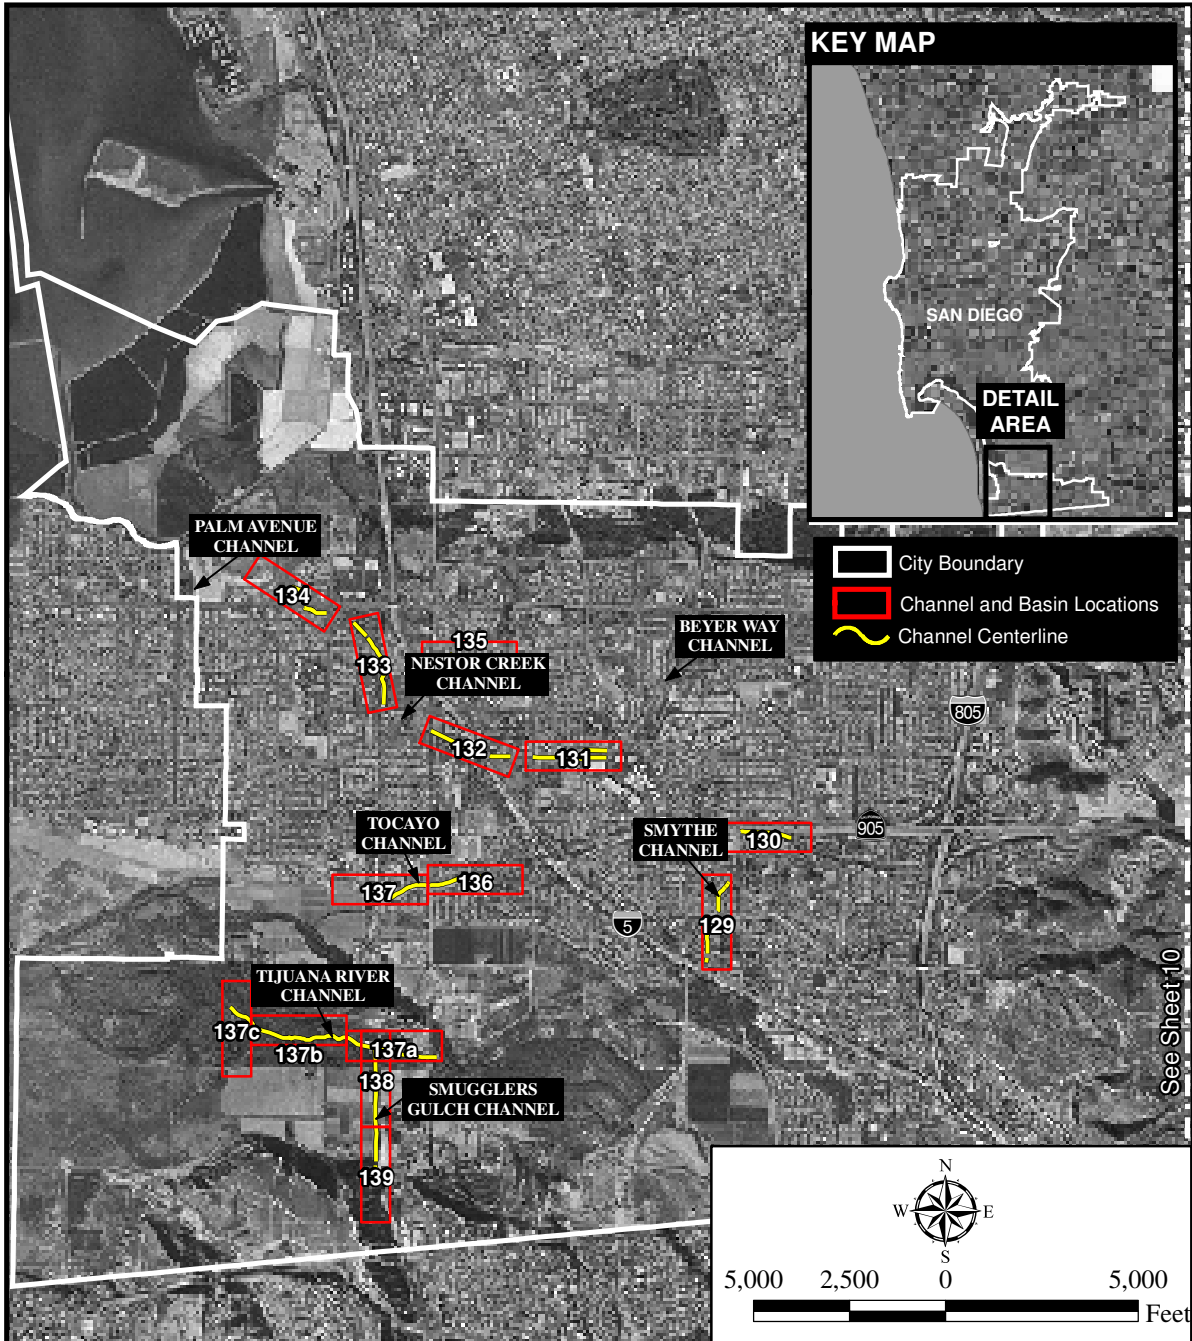 KEY MAP
SAN DIEGO
DETAIL
AREA
City Boundary
Channel and Basin Locations
Channel Centerline
PALM AVENUE
CHANNEL
134
133
135
NESTOR CREEK
CHANNEL
BEYER WAY
CHANNEL
132
131
805
TOCAYO
CHANNEL
SMYTHE
CHANNEL
130
905
137
136
129
5
TIJUANA RIVER
CHANNEL
137c
137b
137a
138
SMUGGLERS
GULCH CHANNEL
139
See Sheet 10
N
W
E
S
5,000
2,500
0
5,000
Feet